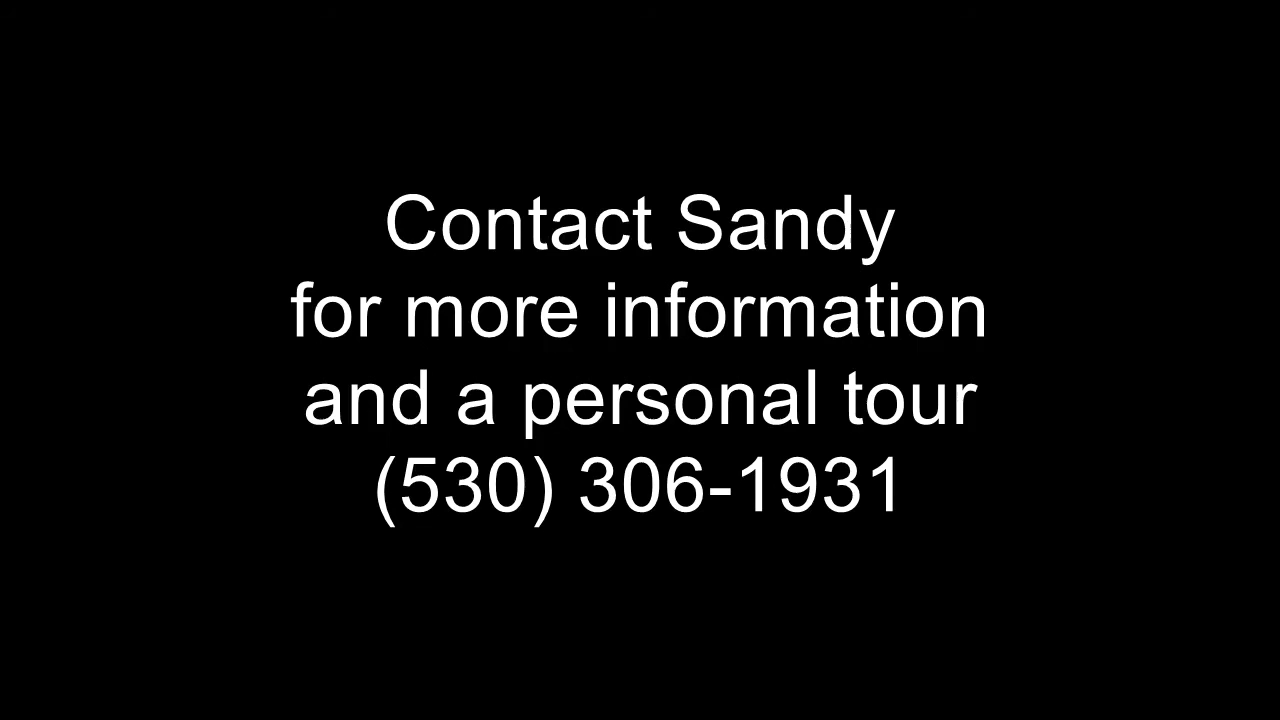 Contact Sandy
for more information
and a personal tour
(530) 306-1931